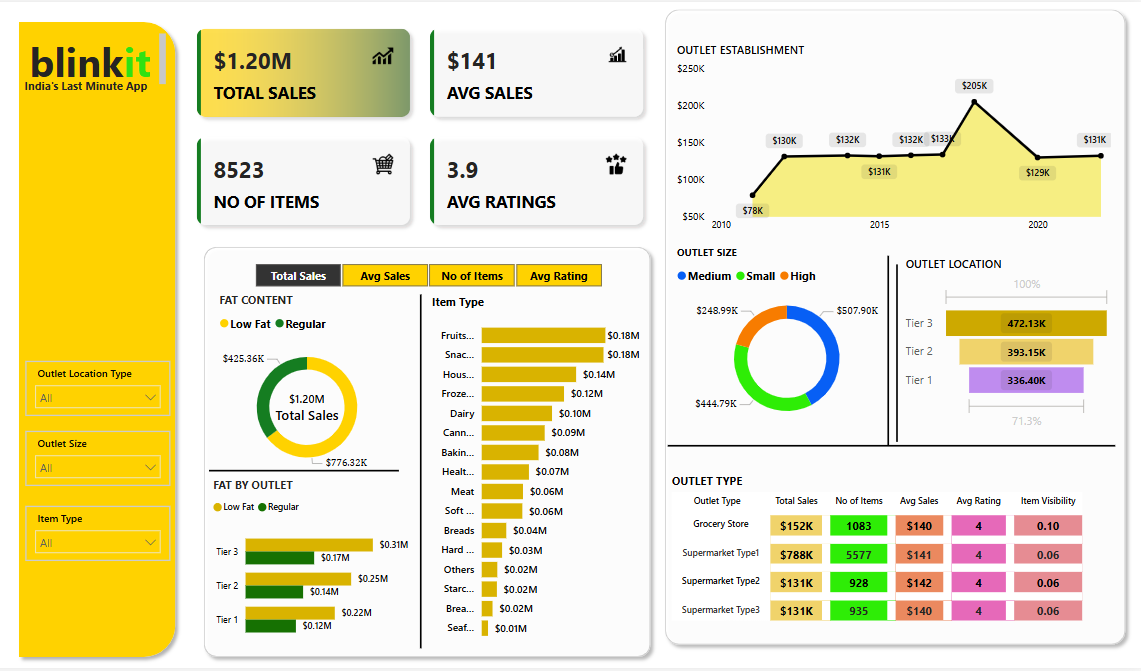 blinkit
India's Last Minute App
Outlet Location Type
All
Outlet Size
All
Item Type
All
$1.20M
TOTAL SALES
$141
AVG SALES
8523
NO OF ITEMS
3.9
AVG RATINGS
Total Sales Avg Sales No of Items Avg Rating
FAT CONTENT
Low Fat Regular
$425.36K
$1.20M
Total Sales
$776.32K
FAT BY OUTLET
Low Fat Regular
Tier 3 $0.31M
$0.17M
Tier 2 $0.25M
$0.14M
Tier 1 $0.22M
$0.12M
Item Type
Fruits... $0.18M
Snac... $0.18M
Hous... $0.14M
Froze... $0.12M
Dairy $0.10M
Cann... $0.09M
Bakin... $0.08M
Healt... $0.07M
Meat $0.06M
Soft ... $0.06M
Breads $0.04M
Hard ... $0.03M
Others $0.02M
Starc... $0.02M
Brea... $0.02M
Seaf... $0.01M
OUTLET ESTABLISHMENT
$250K
$200K
$150K
$100K
$50K
$78K
$130K
$132K
$131K
$132K
$133K
$205K
$129K
$131K
2010 2015 2020
OUTLET SIZE
Medium Small High
$248.99K
$507.90K
$444.79K
OUTLET LOCATION
100%
Tier 3 472.13K
Tier 2 393.15K
Tier 1 336.40K
71.3%
OUTLET TYPE
Outlet Type Total Sales No of Items Avg Sales Avg Rating Item Visibility
Grocery Store $152K 1083 $140 4 0.10
Supermarket Type1 $788K 5577 $141 4 0.06
Supermarket Type2 $131K 928 $142 4 0.06
Supermarket Type3 $131K 935 $140 4 0.06